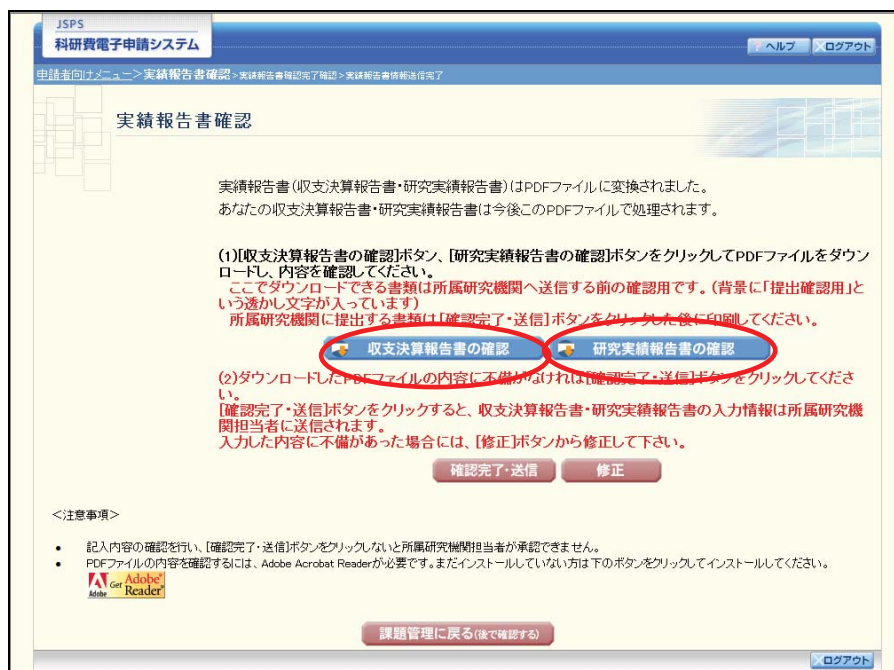 JSPS
科研費電子申請システム
? ヘルプ
ログアウト
申請者向けメニュー>実績報告書確認>実績報告書確認完了確認>実績報告書情報送信完了
実績報告書確認
実績報告書(収支決算報告書・研究実績報告書)はPDFファイルに変換されました。
あなたの収支決算報告書・研究実績報告書は今後このPDFファイルで処理されます。
(1)[収支決算報告書の確認]ボタン、[研究実績報告書の確認]ボタンをクリックしてPDFファイルをダウン
ロードし、内容を確認してください。
ここでダウンロードできる書類は所属研究機関へ送信する前の確認用です。(背景に「提出確認用」と
いう透かし文字が入っています)
所属研究機関に提出する書類は[確認完了・送信]ボタンをクリックした後に印刷してください。
収支決算報告書の確認
研究実績報告書の確認
(2)ダウンロードしたPDFファイルの内容に不備がなければ[確認完了・送信]ボタンをクリックしてくださ
い。
[確認完了・送信]ボタンをクリックすると、収支決算報告書・研究実績報告書の入力情報は所属研究機
関担当者に送信されます。
入力した内容に不備があった場合には、[修正]ボタンから修正して下さい。
確認完了・送信
修正
<注意事項>
• 記入内容の確認を行い、[確認完了・送信]ボタンをクリックしないと所属研究機関担当者が承認できません。
• PDFファイルの内容を確認するには、Adobe Acrobat Readerが必要です。まだインストールしていない方は下のボタンをクリックしてインストールしてください。
Adobe
Get Adobe®
Reader®
課題管理に戻る(後で確認する)
ログアウト